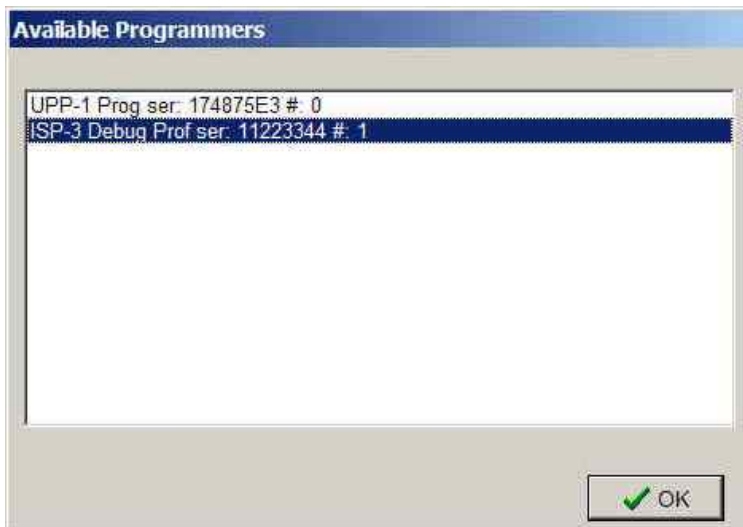 Available Programmers
UPP-1 Prog ser: 174875E3 #: 0
ISP-3 Debug Prof ser: 11223344 #: 1
OK